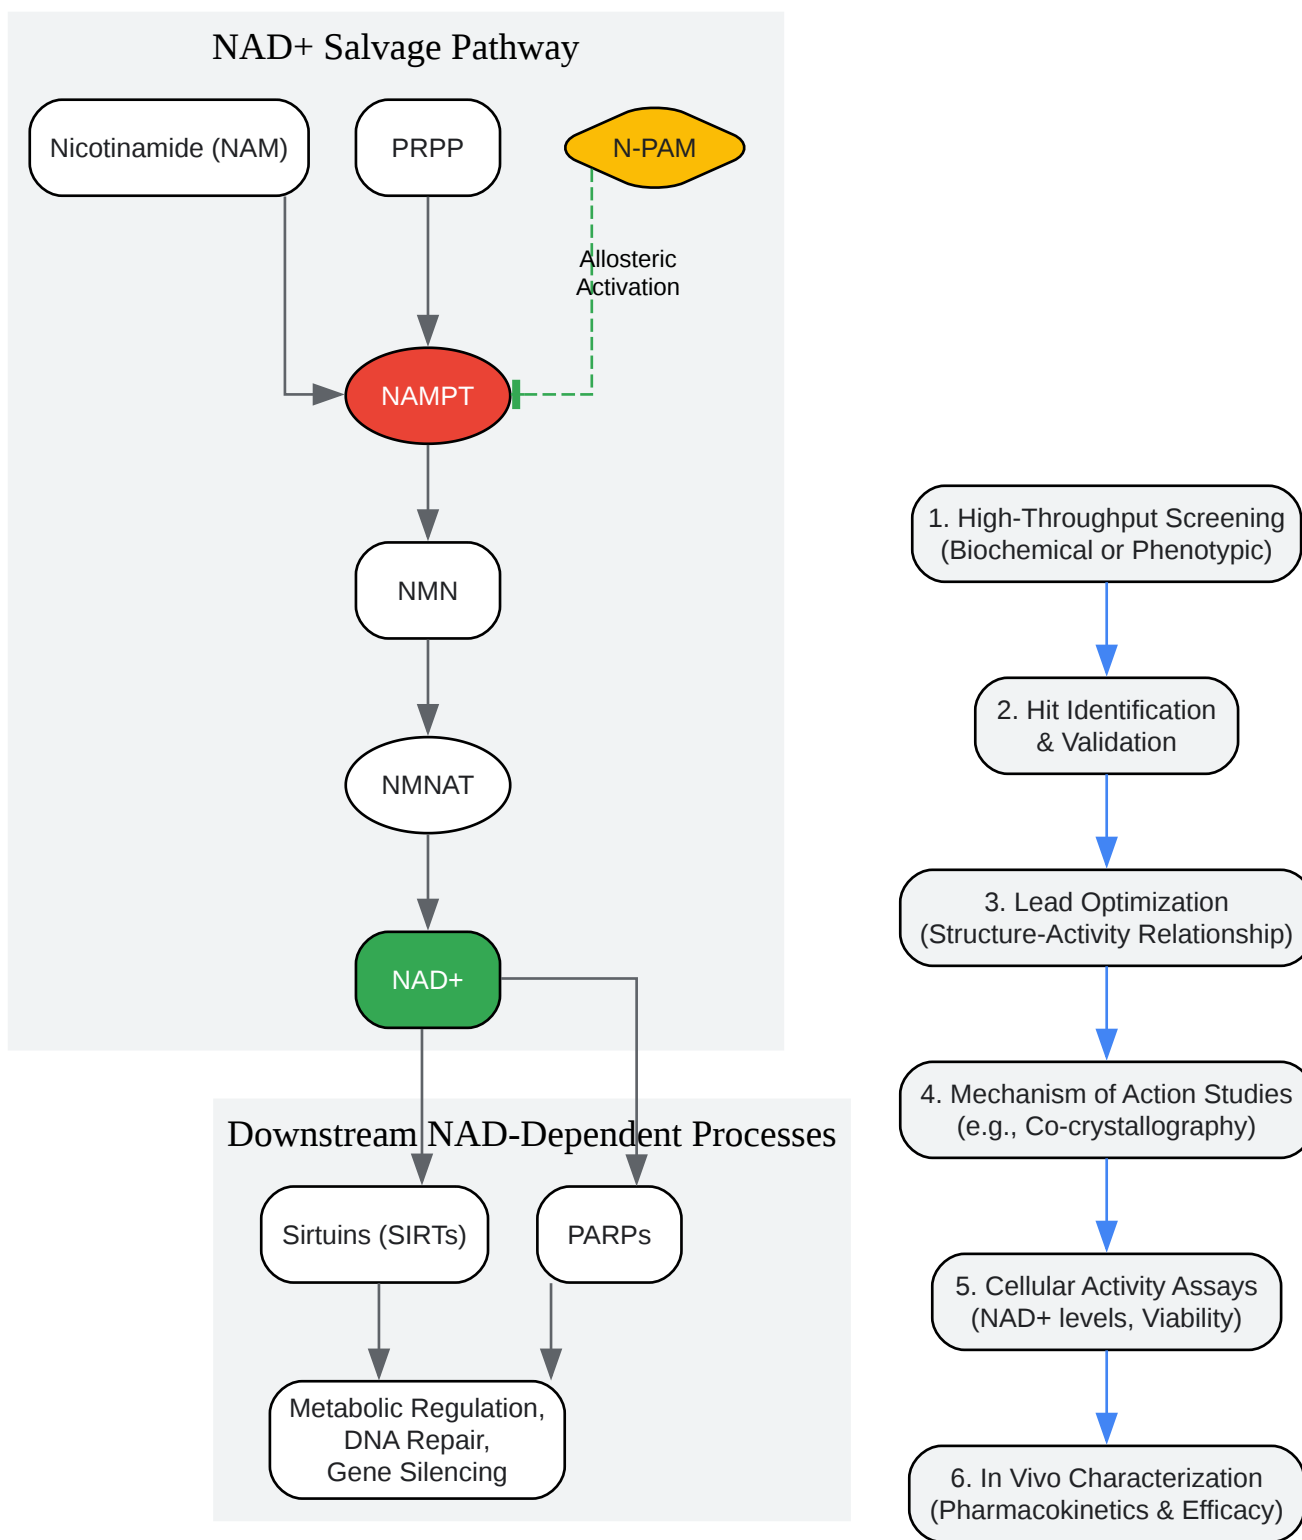 NAD+ Salvage Pathway
Nicotinamide (NAM)
PRPP
N-PAM
Allosteric
Activation
NAMPT
NMN
NMNAT
NAD+
Downstream NAD-Dependent Processes
Sirtuins (SIRTs)
PARPs
Metabolic Regulation,
DNA Repair,
Gene Silencing
1. High-Throughput Screening
(Biochemical or Phenotypic)
2. Hit Identification
& Validation
3. Lead Optimization
(Structure-Activity Relationship)
4. Mechanism of Action Studies
(e.g., Co-crystallography)
5. Cellular Activity Assays
(NAD+ levels, Viability)
6. In Vivo Characterization
(Pharmacokinetics & Efficacy)